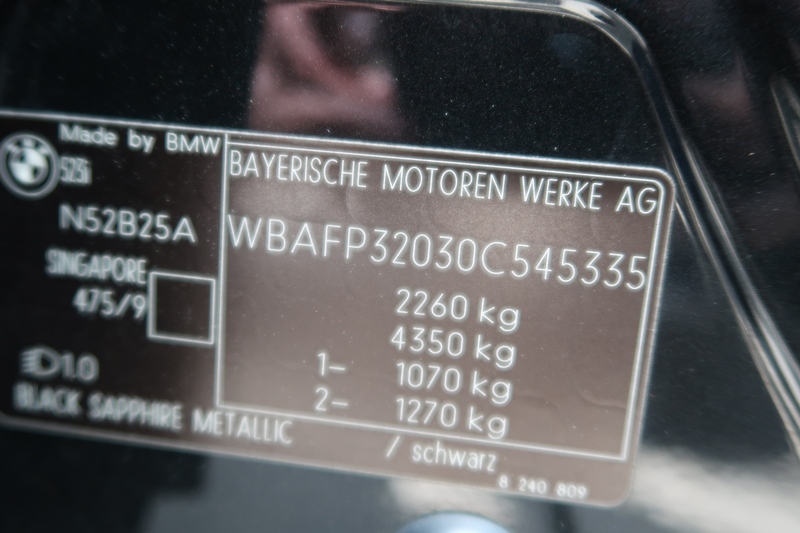 Made by BMW
525i
N52B25A
SINGAPORE
475/9
1.0
BLACK SAPPHIRE METALLIC
BAYERISCHE MOTOREN WERKE AG
WBAFP32030C545335
2260 kg
4350 kg
1– 1070 kg
2– 1270 kg
/ schwarz
8 240 809